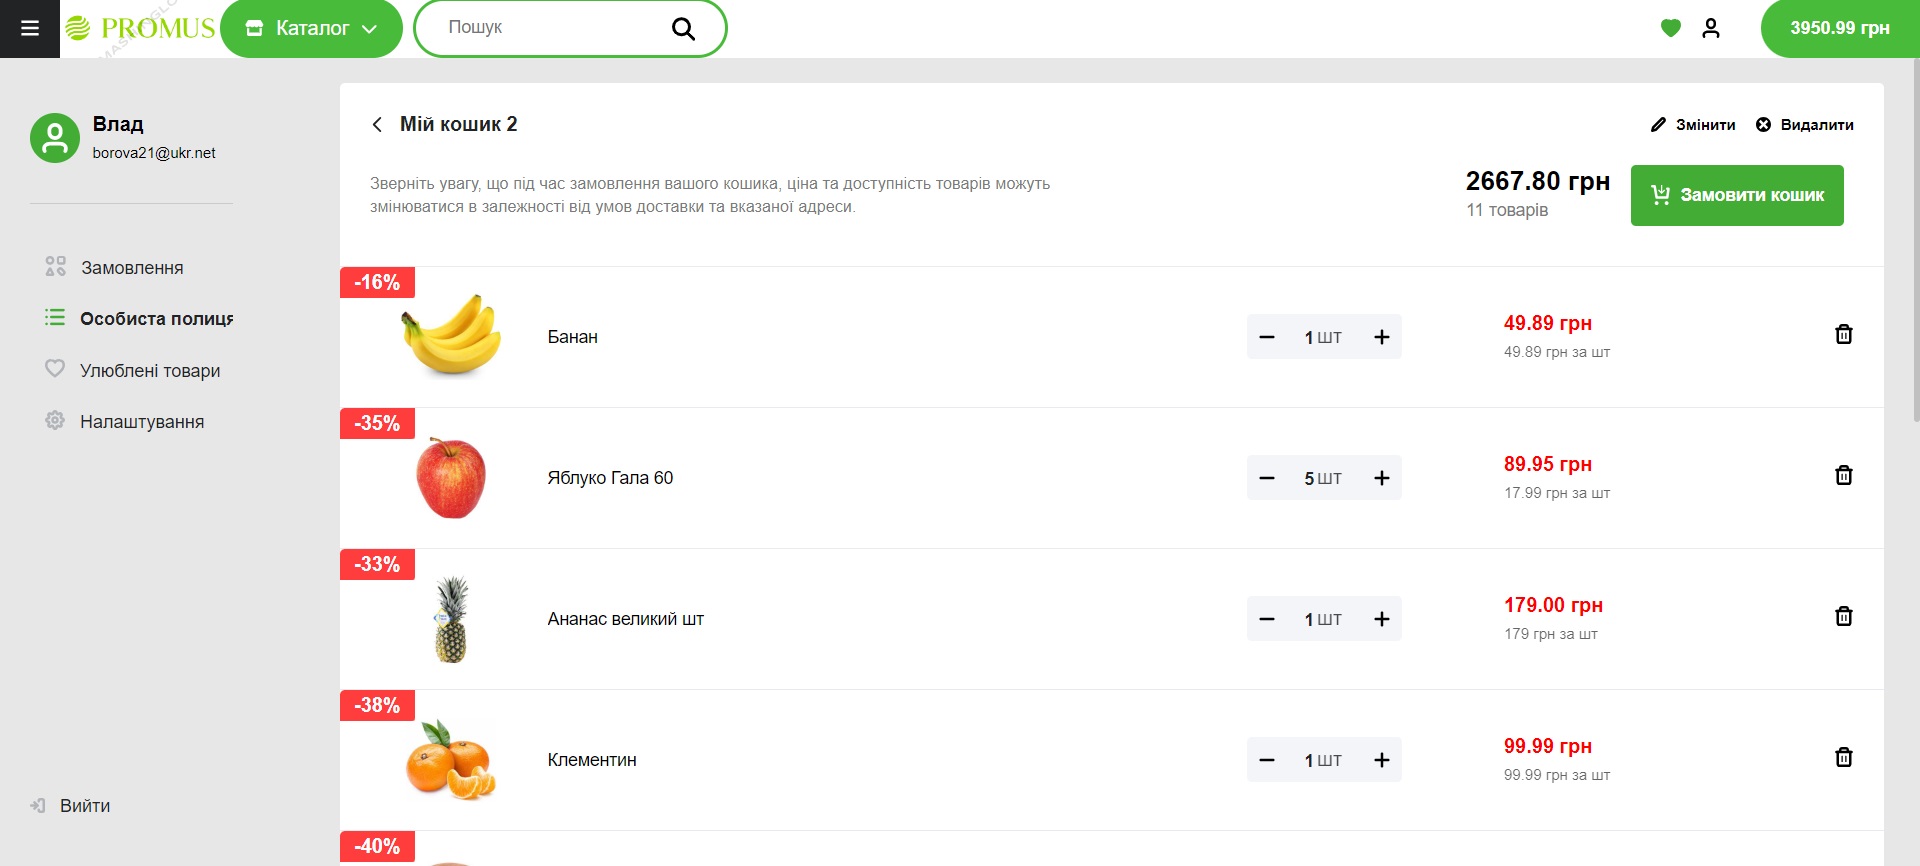 PROMUS
Каталог
Пошук
3950.99 грн
Влад
borova21@ukr.net
Замовлення
Особиста полиця
Улюблені товари
Налаштування
Вийти
Мій кошик 2
Змінити
Видалити
Зверніть увагу, що під час замовлення вашого кошика, ціна та доступність товарів можуть
змінюватися в залежності від умов доставки та вказаної адреси.
2667.80 грн
11 товарів
Замовити кошик
-16%
Банан
1 ШТ
49.89 грн
49.89 грн за шт
-35%
Яблуко Гала 60
5 ШТ
89.95 грн
17.99 грн за шт
-33%
Ананас великий шт
1 ШТ
179.00 грн
179 грн за шт
-38%
Клементин
1 ШТ
99.99 грн
99.99 грн за шт
-40%